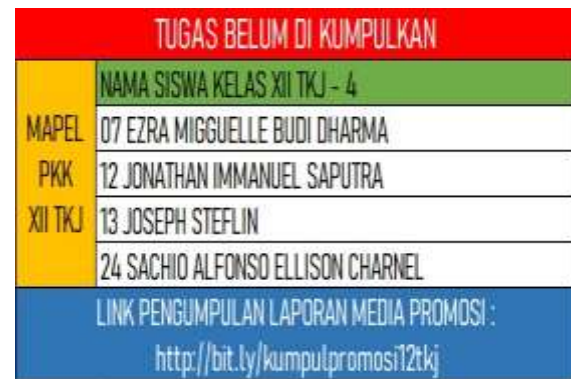 TUGAS BELUM DI KUMPULKAN
NAMA SISWA KELAS XII TKJ - 4
MAPEL
PKK
XII TKJ
07 EZRA MIGGUELLE BUDI DHARMA
12 JONATHAN IMMANUEL SAPUTRA
13 JOSEPH STEFLIN
24 SACHIO ALFONSO ELLISON CHARNEL
LINK PENGUMPULAN LAPORAN MEDIA PROMOSI :
http://bit.ly/kumpulpromosi12tkj